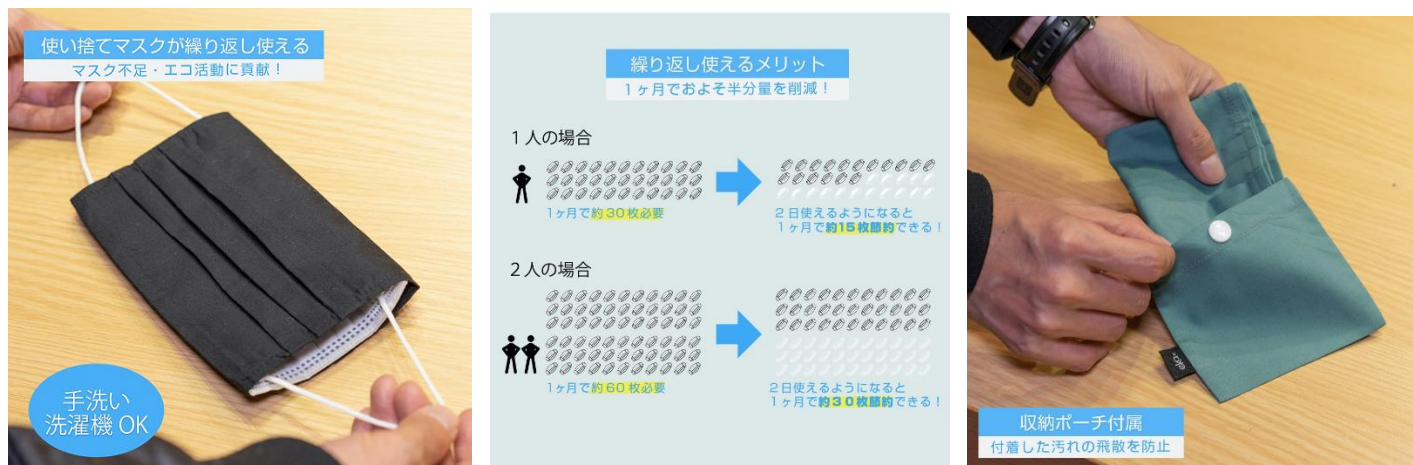 使い捨てマスクが繰り返し使える
マスク不足・エコ活動に貢献！
手洗い
洗濯機 OK
繰り返し使えるメリット
1ヶ月でおよそ半分量を削減！
1人の場合
1ヶ月で約30枚必要
2日使えるようになると
1ヶ月で約15枚節約できる！
2人の場合
1ヶ月で約60枚必要
2日使えるようになると
1ヶ月で約30枚節約できる！
収納ポーチ付属
付着した汚れの飛散を防止